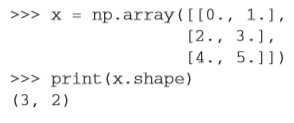 >>> x = np.array([[0., 1.],
[2., 3.],
[4., 5.]])
>>> print(x.shape)
(3, 2)